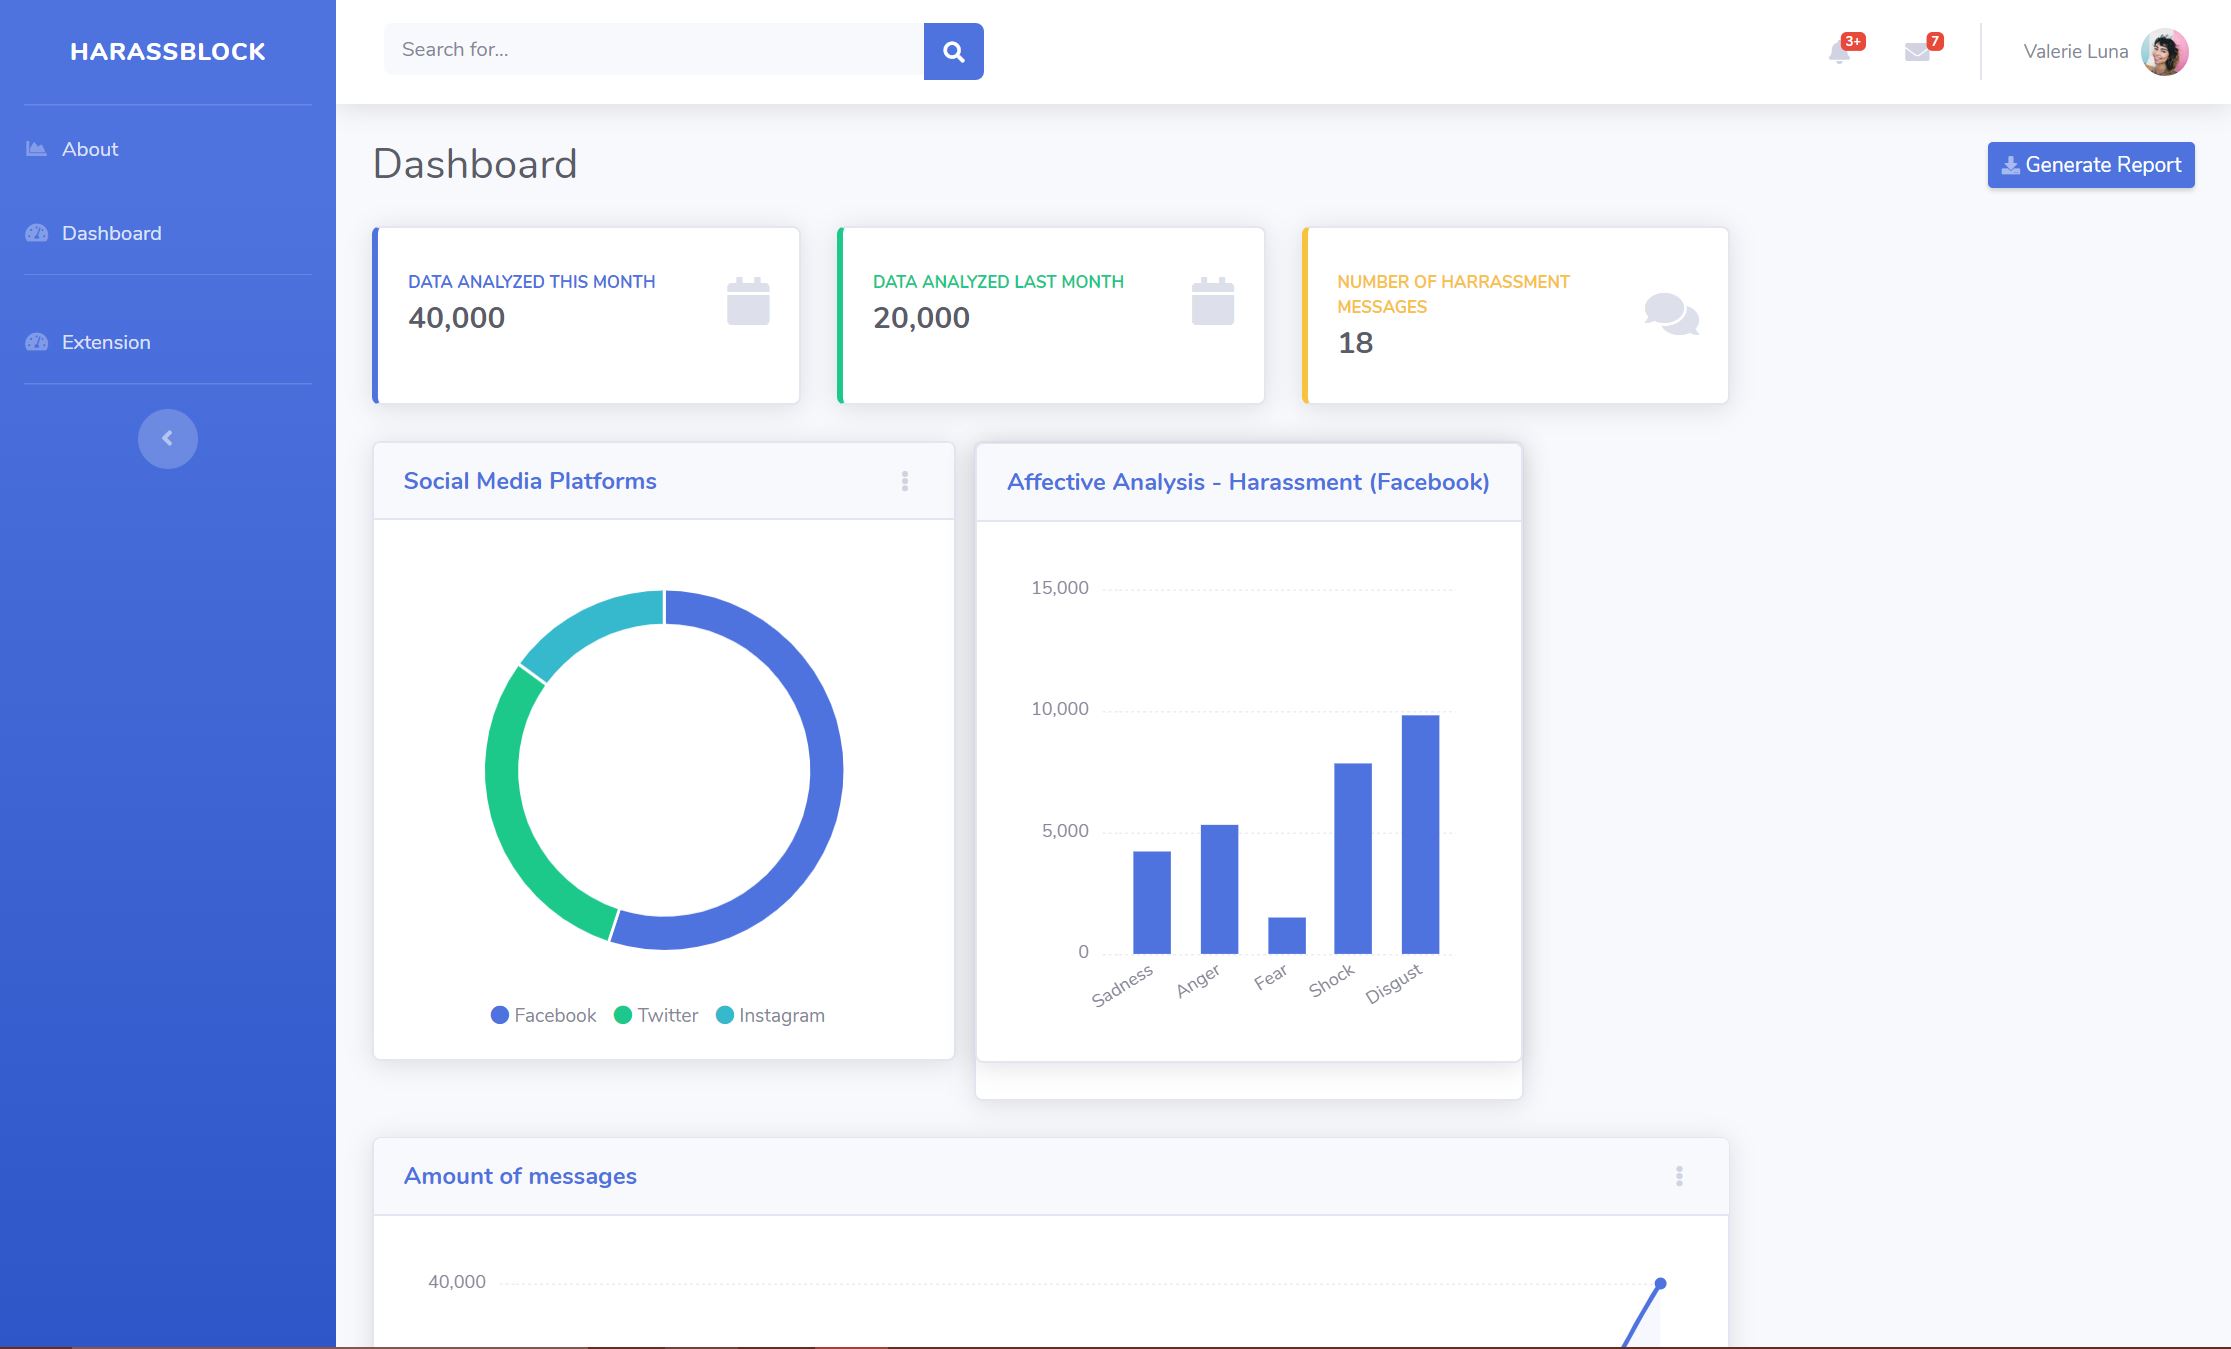 HARASSBLOCK
About
Dashboard
Extension
Search for...
3+
7
Valerie Luna
Dashboard
Generate Report
DATA ANALYZED THIS MONTH
40,000
DATA ANALYZED LAST MONTH
20,000
NUMBER OF HARRASSMENT
MESSAGES
18
Social Media Platforms
Facebook Twitter Instagram
Affective Analysis - Harassment (Facebook)
15,000
10,000
5,000
0
Sadness Anger Fear Shock Disgust
Amount of messages
40,000